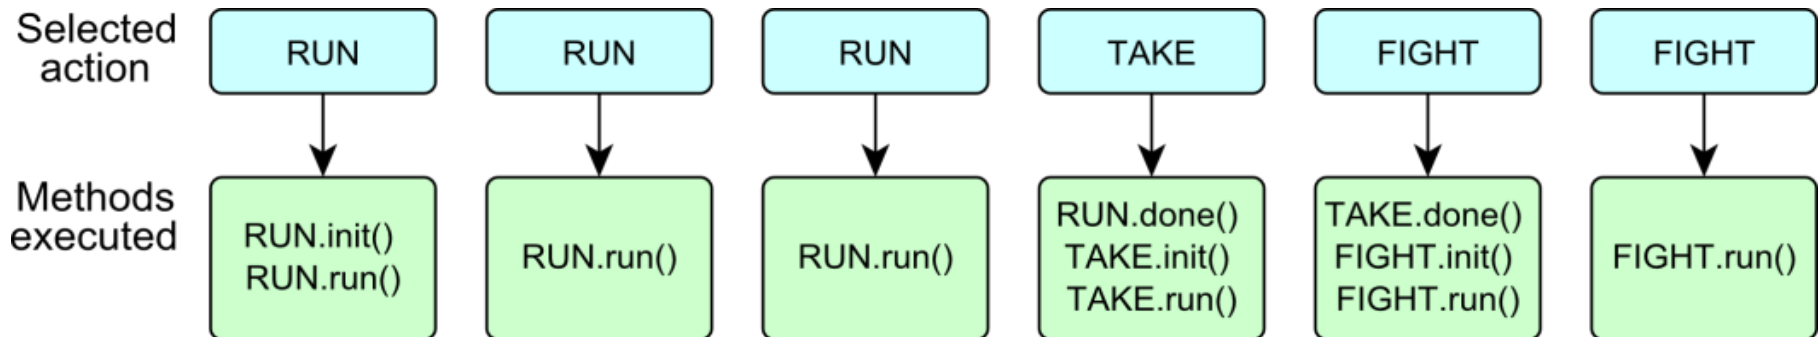 Selected
action
RUN
RUN
RUN
TAKE
FIGHT
FIGHT
Methods
executed
RUN.init()
RUN.run()
RUN.run()
RUN.run()
RUN.done()
TAKE.init()
TAKE.run()
TAKE.done()
FIGHT.init()
FIGHT.run()
FIGHT.run()